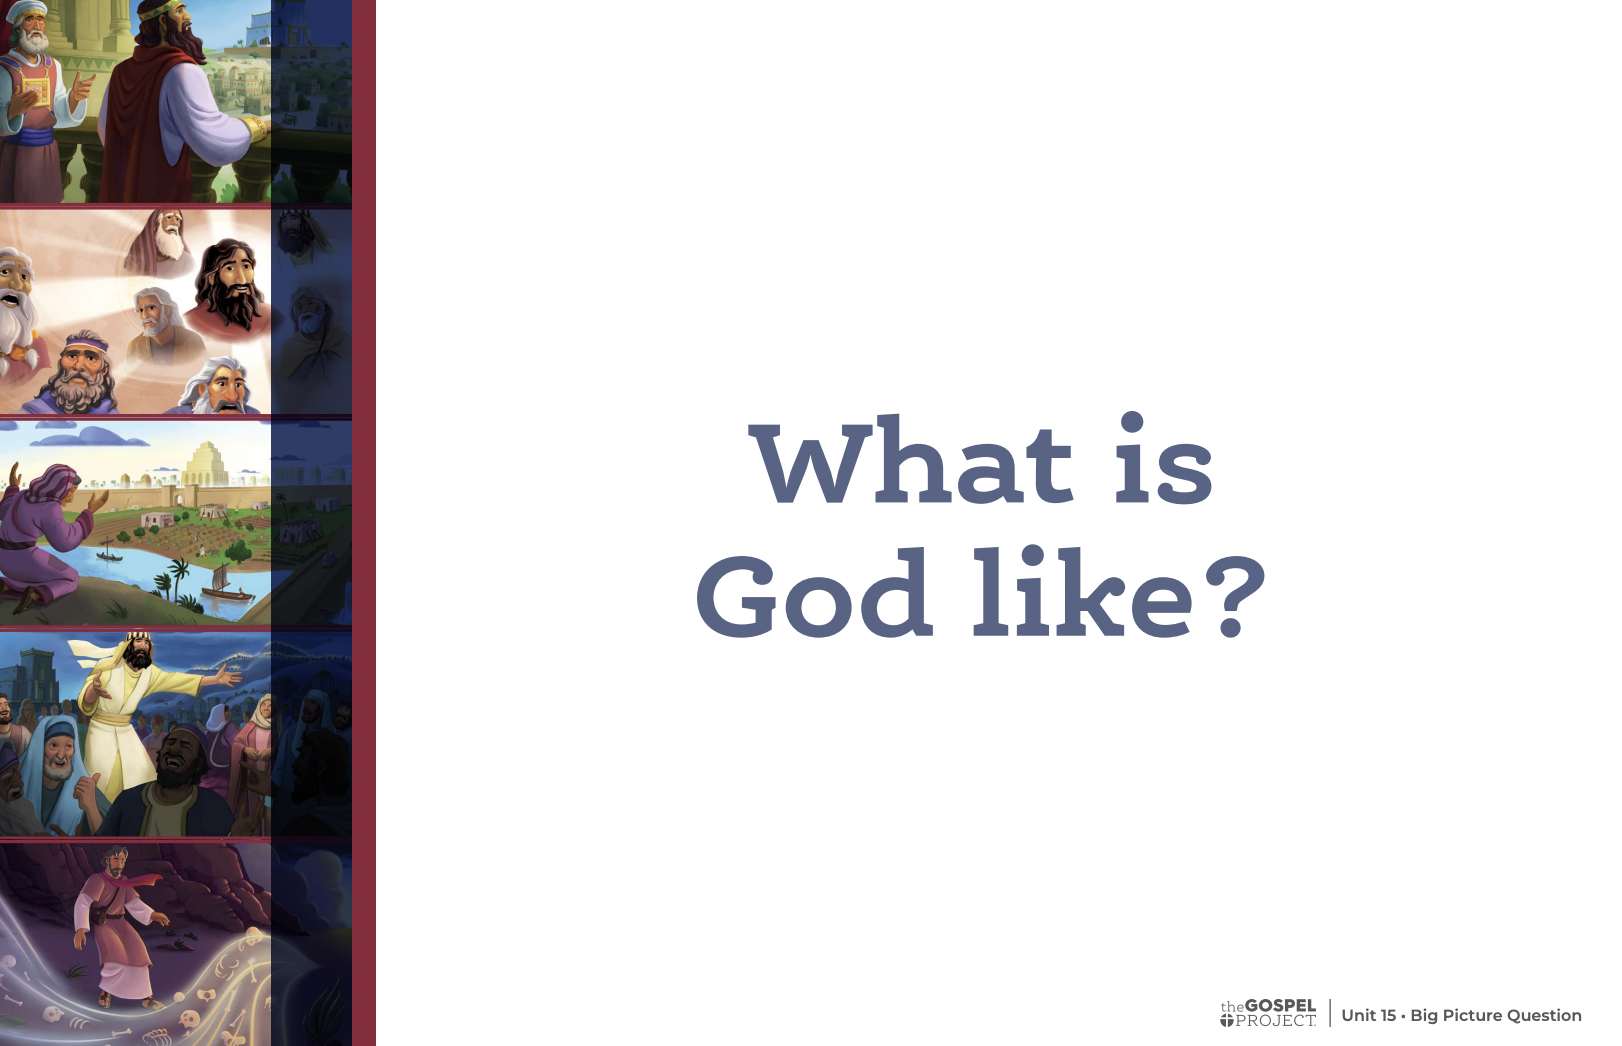 What is
God like?
theGOSPEL
PROJECT
Unit 15 • Big Picture Question